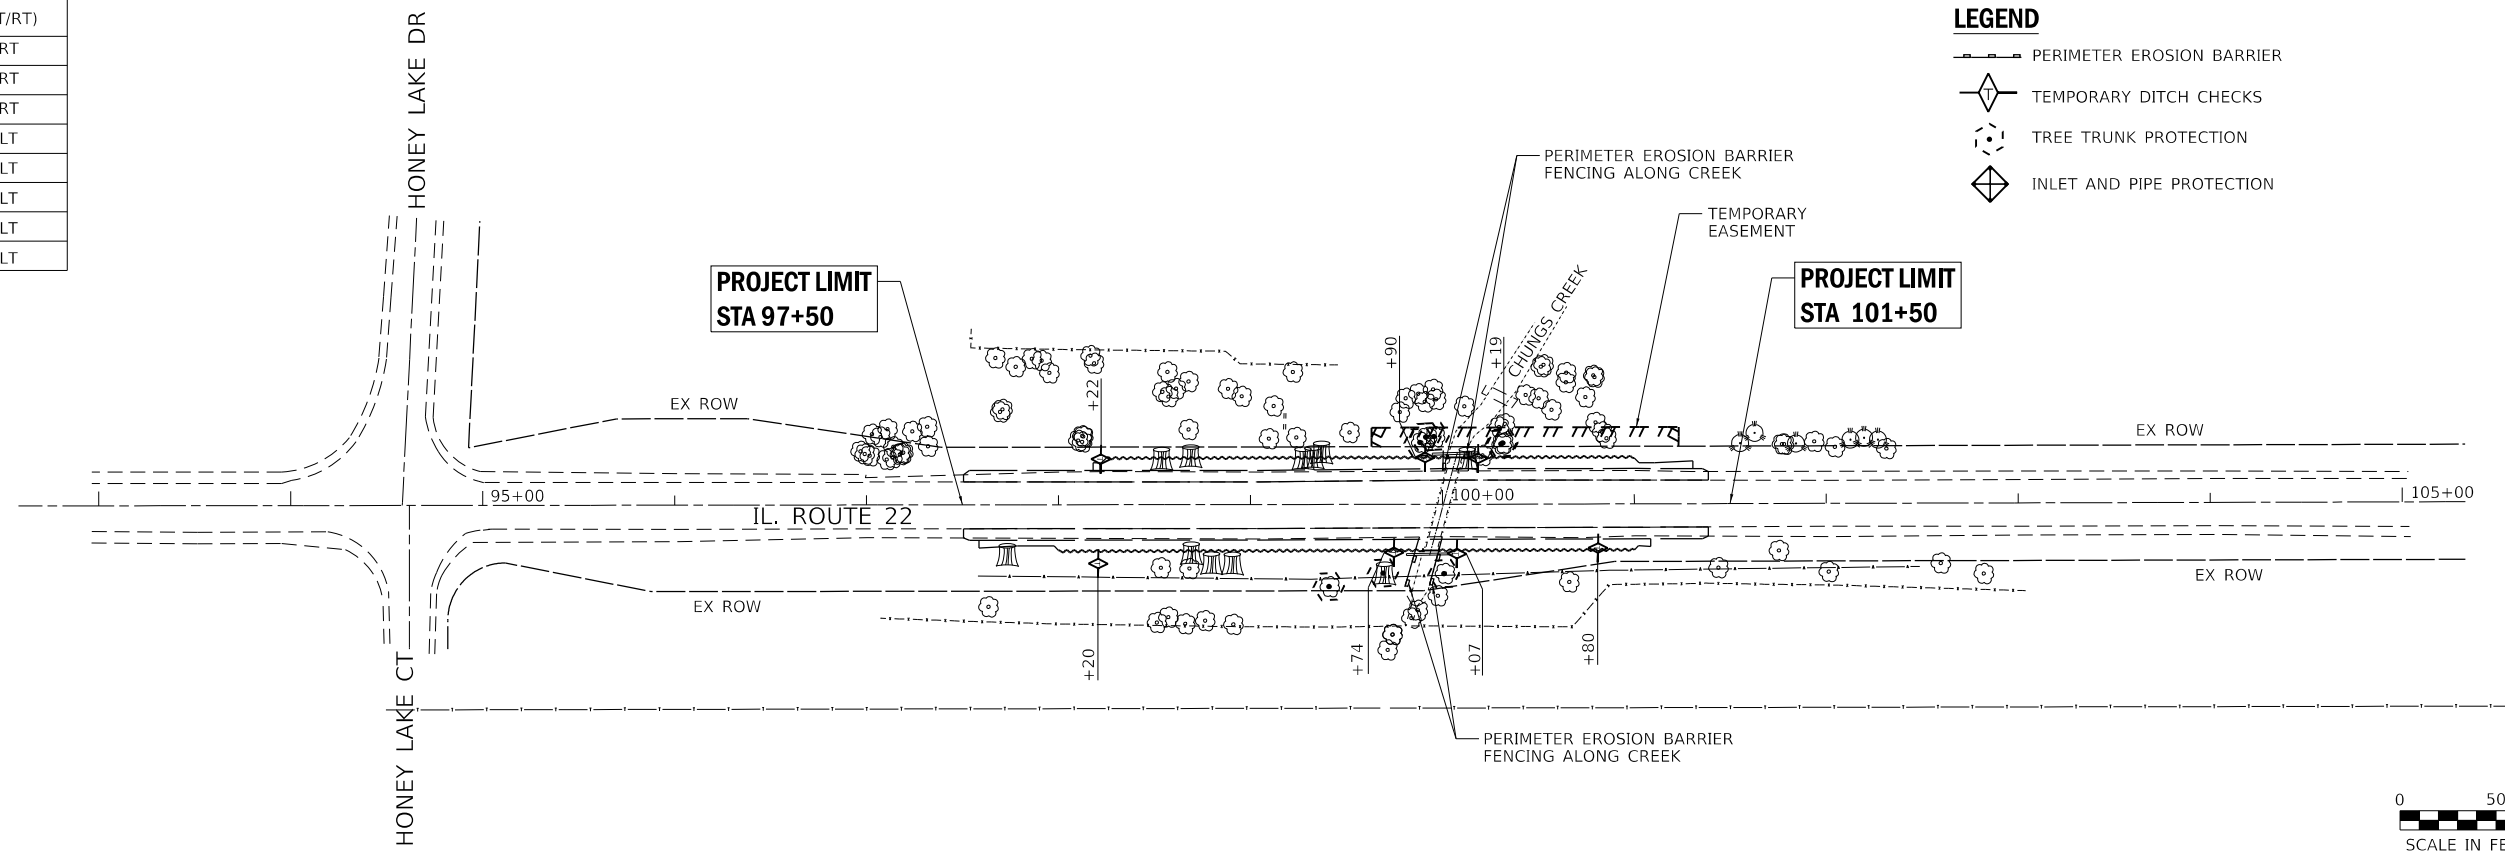 T/RT)
RT
RT
RT
LT
LT
LT
LT
LT
HONEY LAKE DR
LEGEND
PERIMETER EROSION BARRIER
T
TEMPORARY DITCH CHECKS
TREE TRUNK PROTECTION
INLET AND PIPE PROTECTION
PERIMETER EROSION BARRIER
FENCING ALONG CREEK
TEMPORARY
EASEMENT
PROJECT LIMIT
STA 97+50
PROJECT LIMIT
STA 101+50
CHUNGS CREEK
+22
+90
+19
EX ROW
EX ROW
95+00
100+00
105+00
IL. ROUTE 22
EX ROW
EX ROW
+20
+74
+07
+80
HONEY LAKE CT
PERIMETER EROSION BARRIER
FENCING ALONG CREEK
0 50
SCALE IN FE